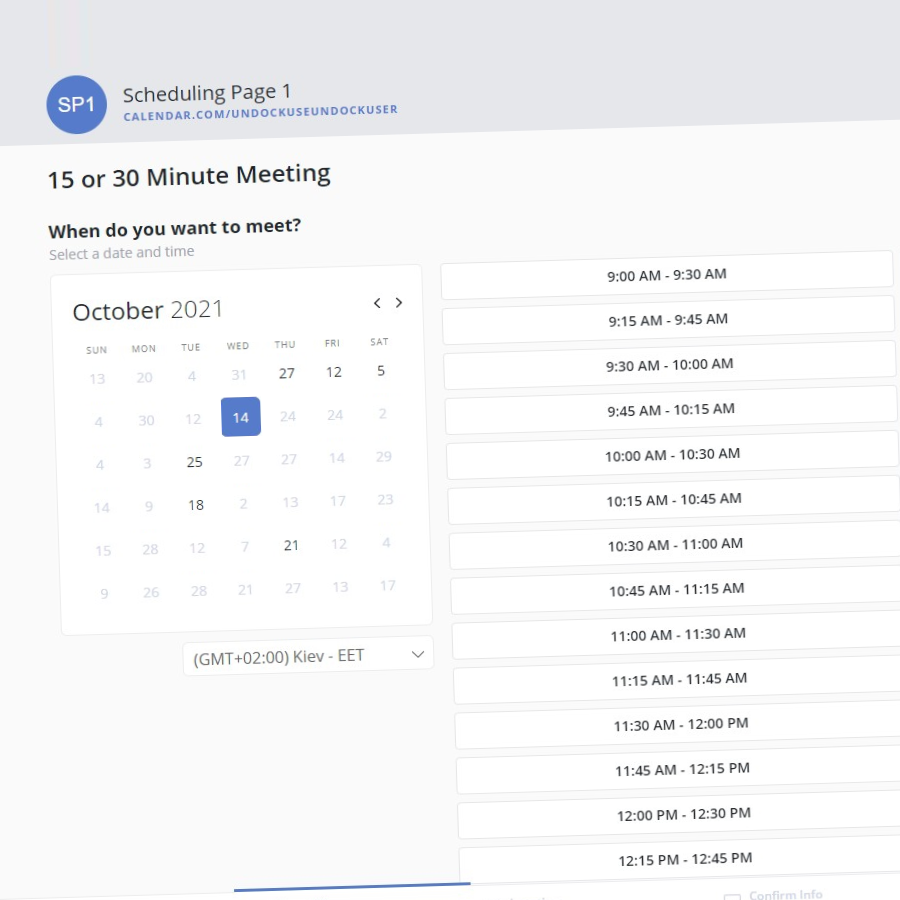 SP1
Scheduling Page 1
CALENDAR.COM/UNDOCKUSEUNDOCKUSER
15 or 30 Minute Meeting
When do you want to meet?
Select a date and time
October 2021
SUN MON TUE WED THU FRI SAT
13 20 4 31 27 12 5
4 30 12 14 24 24 2
4 3 25 27 27 14 29
14 9 18 2 13 17 23
15 28 12 7 21 12 4
9 26 28 21 27 13 17
(GMT+02:00) Kiev - EET
9:00 AM - 9:30 AM
9:15 AM - 9:45 AM
9:30 AM - 10:00 AM
9:45 AM - 10:15 AM
10:00 AM - 10:30 AM
10:15 AM - 10:45 AM
10:30 AM - 11:00 AM
10:45 AM - 11:15 AM
11:00 AM - 11:30 AM
11:15 AM - 11:45 AM
11:30 AM - 12:00 PM
11:45 AM - 12:15 PM
12:00 PM - 12:30 PM
12:15 PM - 12:45 PM
Confirm Info